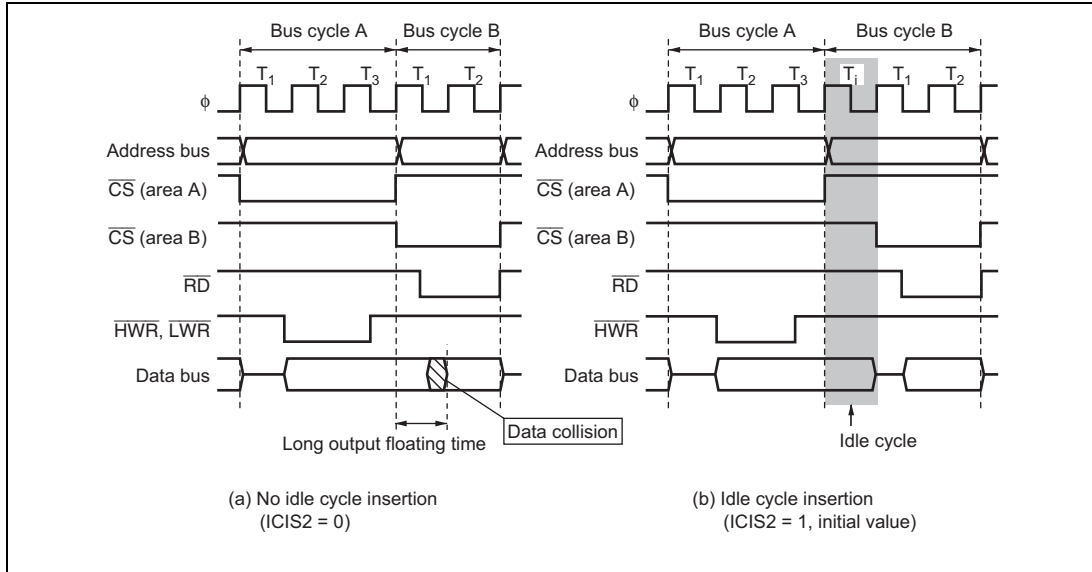 Bus cycle A Bus cycle B
T1 T2 T3 T1 T2
φ
Address bus
CS (area A)
CS (area B)
RD
HWR, LWR
Data bus
Long output floating time
Data collision
(a) No idle cycle insertion
(ICIS2 = 0)
Bus cycle A Bus cycle B
T1 T2 T3 Ti T1 T2
φ
Address bus
CS (area A)
CS (area B)
RD
HWR
Data bus
Idle cycle
(b) Idle cycle insertion
(ICIS2 = 1, initial value)